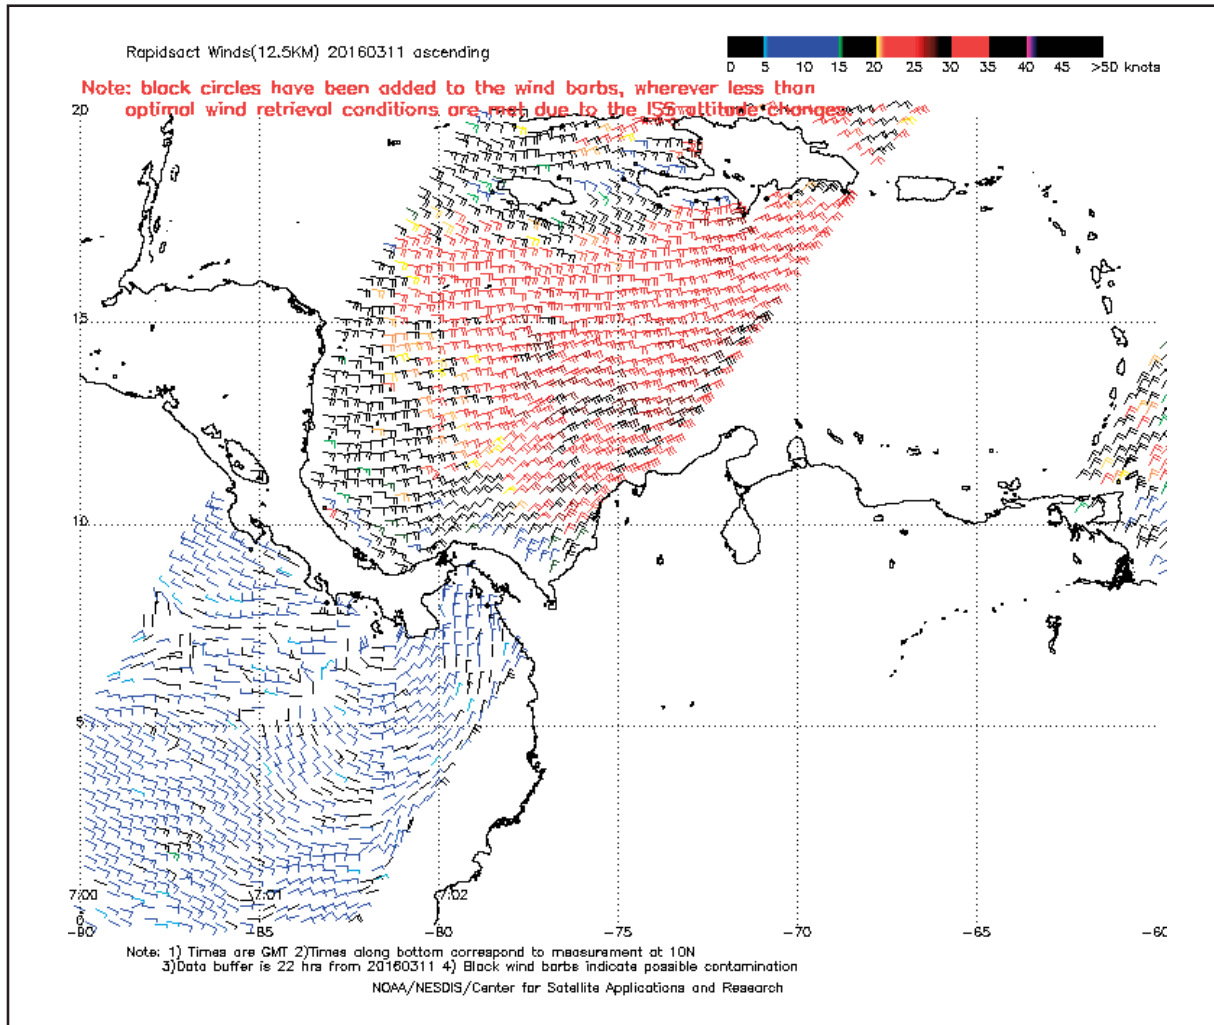 Rapidsact Winds(12.5KM) 20160311 ascending
0 5 10 15 20 25 30 35 40 45 >50 knots
Note: black circles have been added to the wind barbs, wherever less than
optimal wind retrieval conditions are met due to the ISS attitude changes
20
15
10
5
7:00 7:01 7:02
0
-90 -85 -80 -75 -70 -65 -60
Note: 1) Times are GMT 2)Times along bottom correspond to measurement at 10N
3)Data buffer is 22 hrs from 20160311 4) Black wind barbs indicate possible contamination
NOAA/NESDIS/Center for Satellite Applications and Research